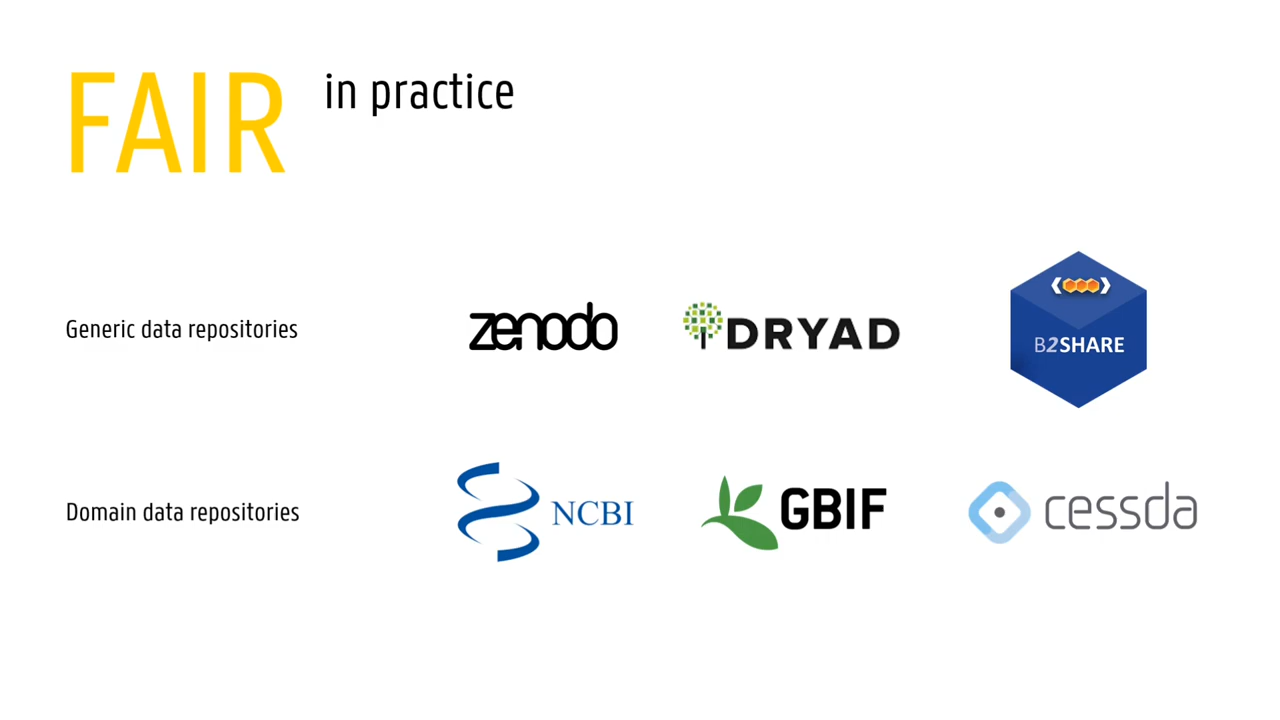 FAIR in practice
Generic data repositories
zenodo
DRYAD
B2SHARE
Domain data repositories
NCBI
GBIF
cessda